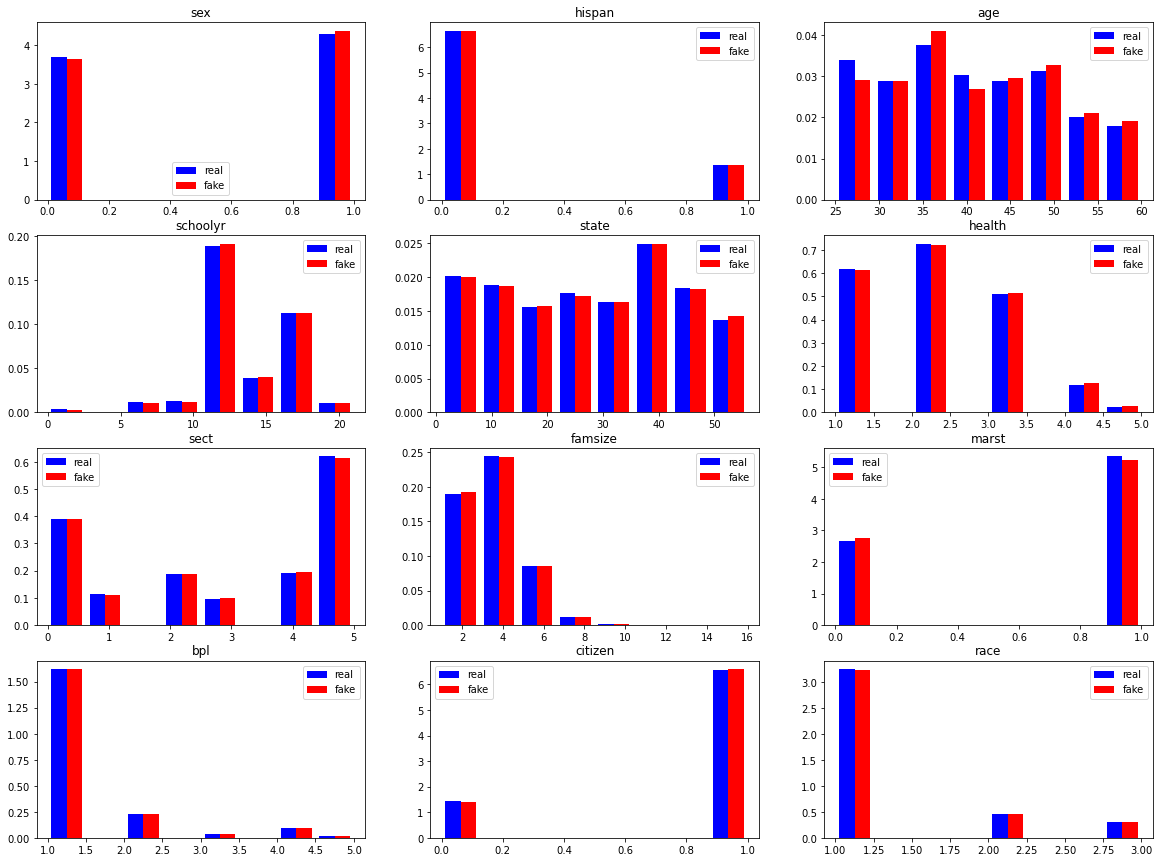 sex
4
3
2
1
0
real
fake
0.0 0.2 0.4 0.6 0.8 1.0
hispan
6
5
4
3
2
1
0
real
fake
0.0 0.2 0.4 0.6 0.8 1.0
age
0.04
0.03
0.02
0.01
0.00
real
fake
25 30 35 40 45 50 55 60
schoolyr
0.20
0.15
0.10
0.05
0.00
real
fake
0 5 10 15 20
state
0.025
0.020
0.015
0.010
0.005
0.000
real
fake
0 10 20 30 40 50
health
0.7
0.6
0.5
0.4
0.3
0.2
0.1
0.0
real
fake
1.0 1.5 2.0 2.5 3.0 3.5 4.0 4.5 5.0
sect
0.6
0.5
0.4
0.3
0.2
0.1
0.0
real
fake
0 1 2 3 4 5
famsize
0.25
0.20
0.15
0.10
0.05
0.00
real
fake
2 4 6 8 10 12 14 16
marst
5
4
3
2
1
0
real
fake
0.0 0.2 0.4 0.6 0.8 1.0
bpl
1.50
1.25
1.00
0.75
0.50
0.25
0.00
real
fake
1.0 1.5 2.0 2.5 3.0 3.5 4.0 4.5 5.0
citizen
6
5
4
3
2
1
0
real
fake
0.0 0.2 0.4 0.6 0.8 1.0
race
3.0
2.5
2.0
1.5
1.0
0.5
0.0
real
fake
1.00 1.25 1.50 1.75 2.00 2.25 2.50 2.75 3.00